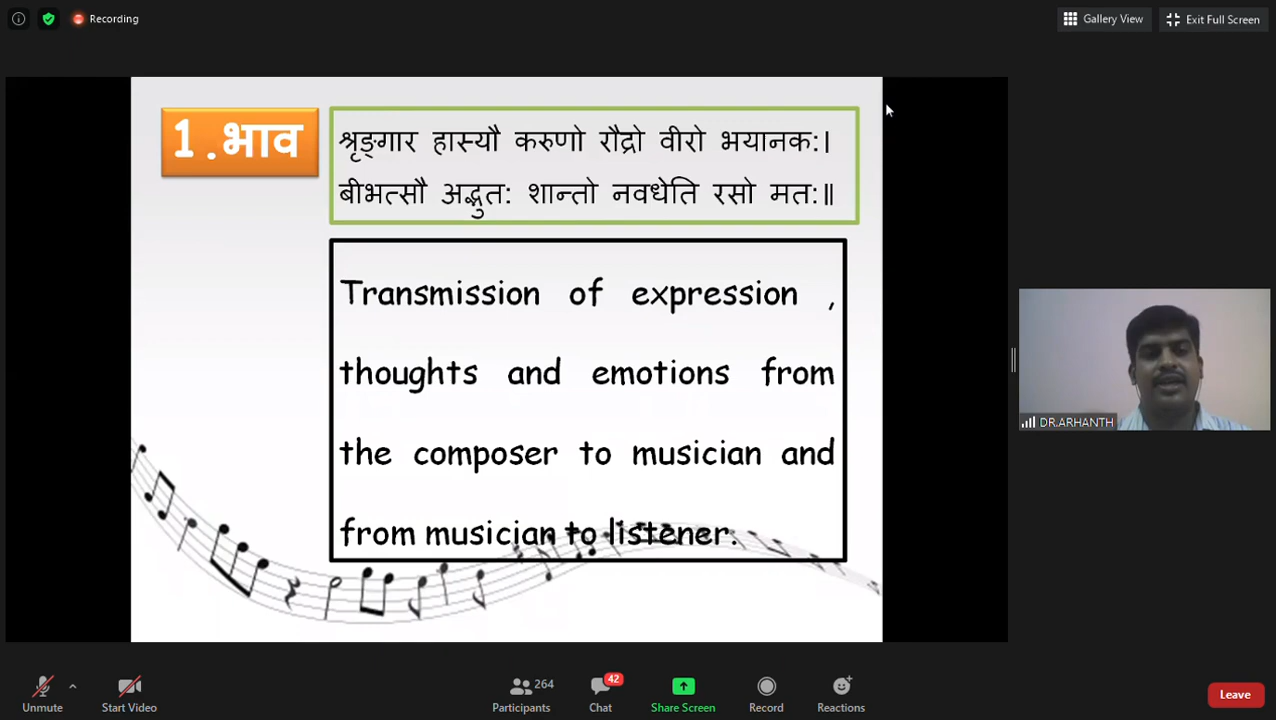 Recording
Gallery View
Exit Full Screen
1.भाव
श्रृङ्गार हास्यौ करुणो रौद्रो वीरो भयानक:।
बीभत्सौ अद्भुत: शान्तो नवधेति रसो मत:॥
Transmission of expression ,
thoughts and emotions from
the composer to musician and
from musician to listener.
DR.ARHANTH
264
42
Unmute
Start Video
Participants
Chat
Share Screen
Record
Reactions
Leave